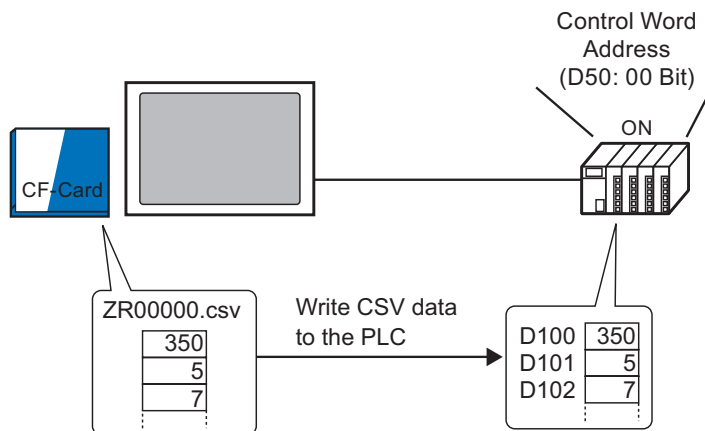 Control Word
Address
(D50: 00 Bit)
ON
CF-Card
ZR00000.csv
350
5
7
Write CSV data
to the PLC
D100 350
D101 5
D102 7